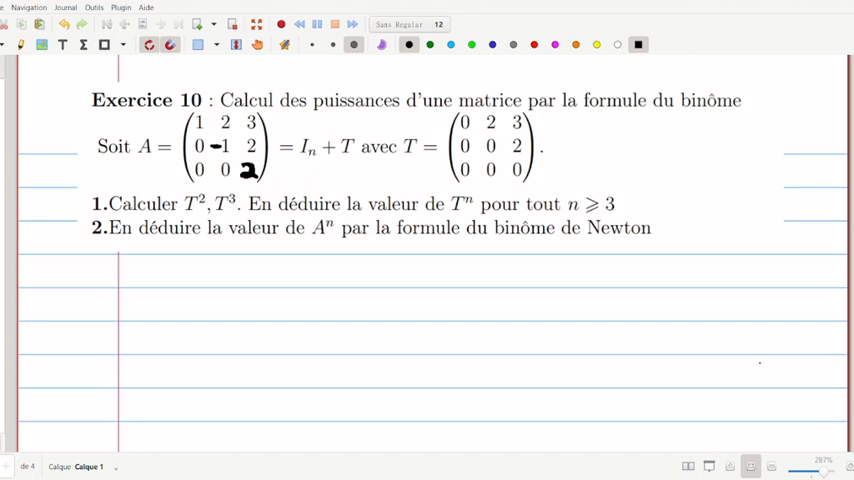 Navigation Journal Outils Plugin Aide
Sans Regular 12
Exercice 10 : Calcul des puissances d'une matrice par la formule du binôme
Soit A = ( 1 2 3 ; 0 -1 2 ; 0 0 2 ) = Iₙ + T avec T = ( 0 2 3 ; 0 0 2 ; 0 0 0 ) .
1.Calculer T², T³. En déduire la valeur de Tⁿ pour tout n ⩾ 3
2.En déduire la valeur de Aⁿ par la formule du binôme de Newton
de 4 Calque Calque 1 287%